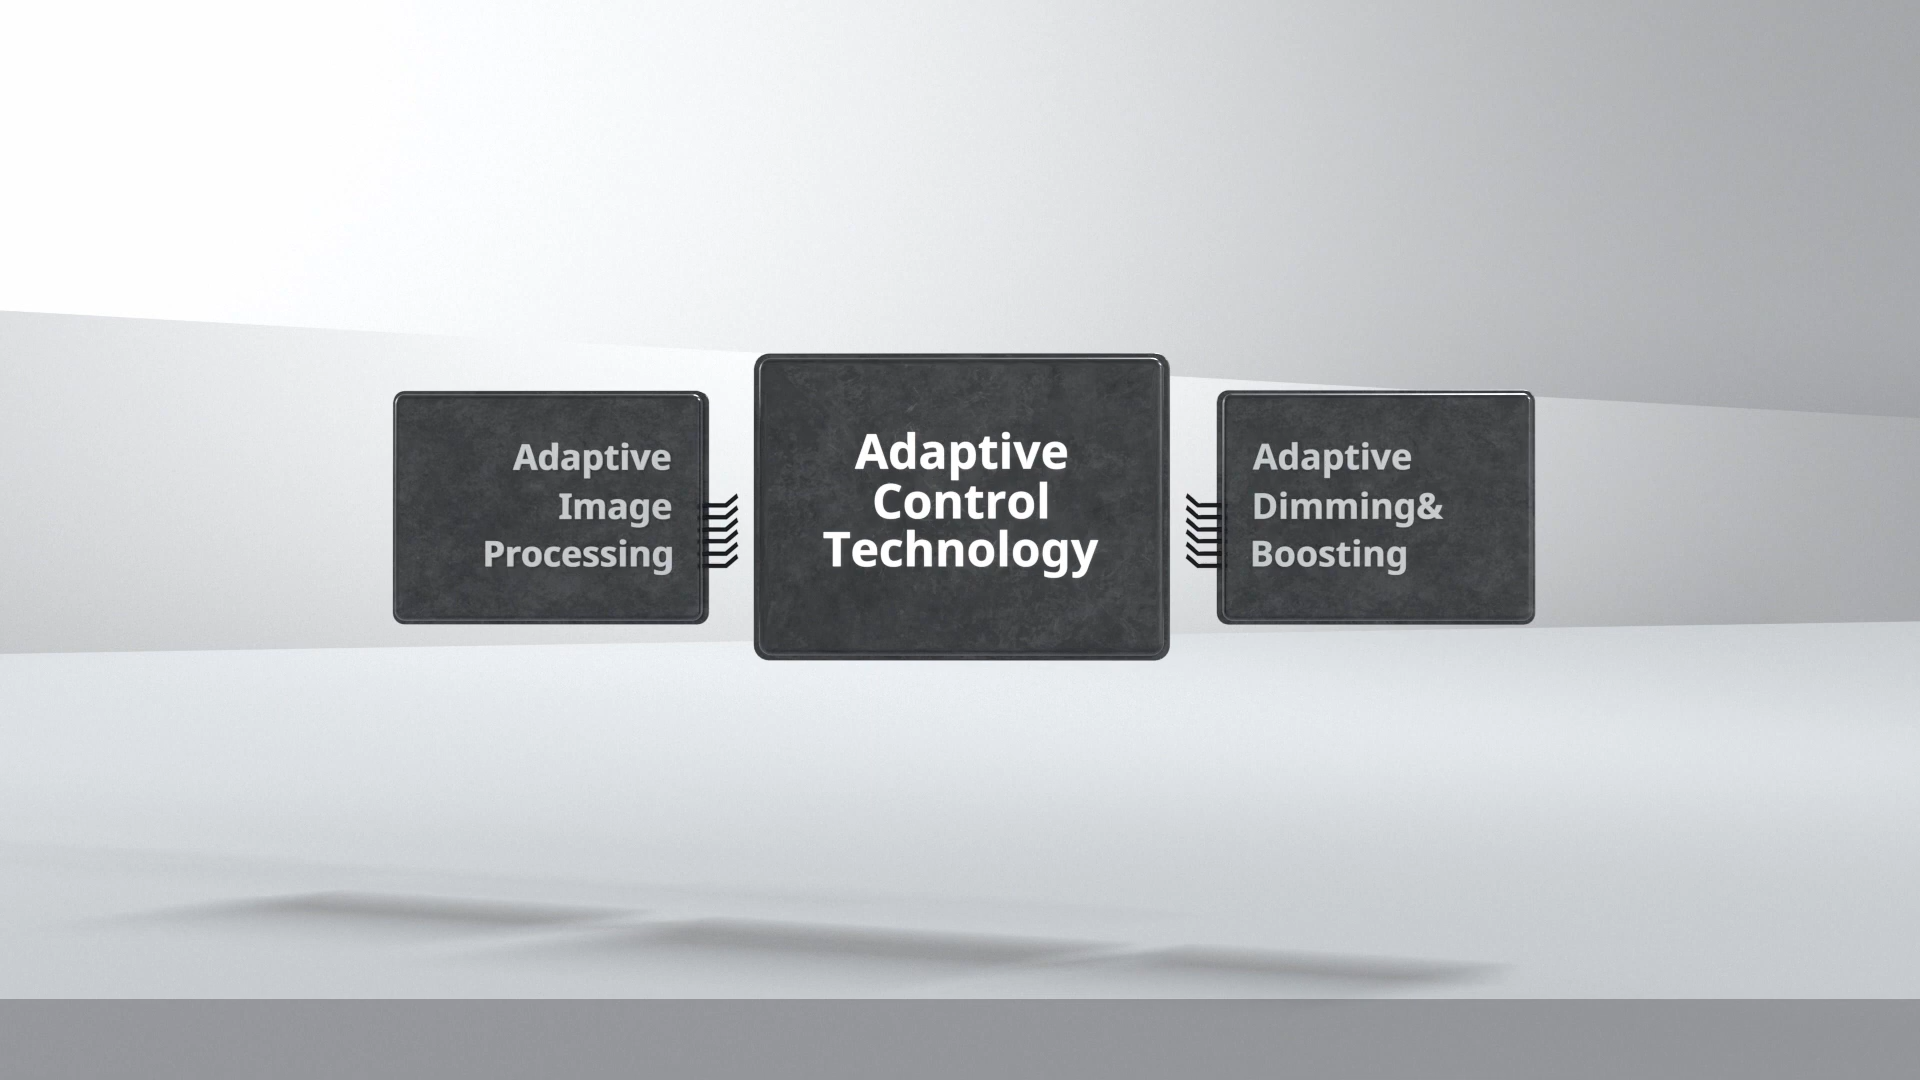 Adaptive
Image
Processing
Adaptive
Control
Technology
Adaptive
Dimming&
Boosting